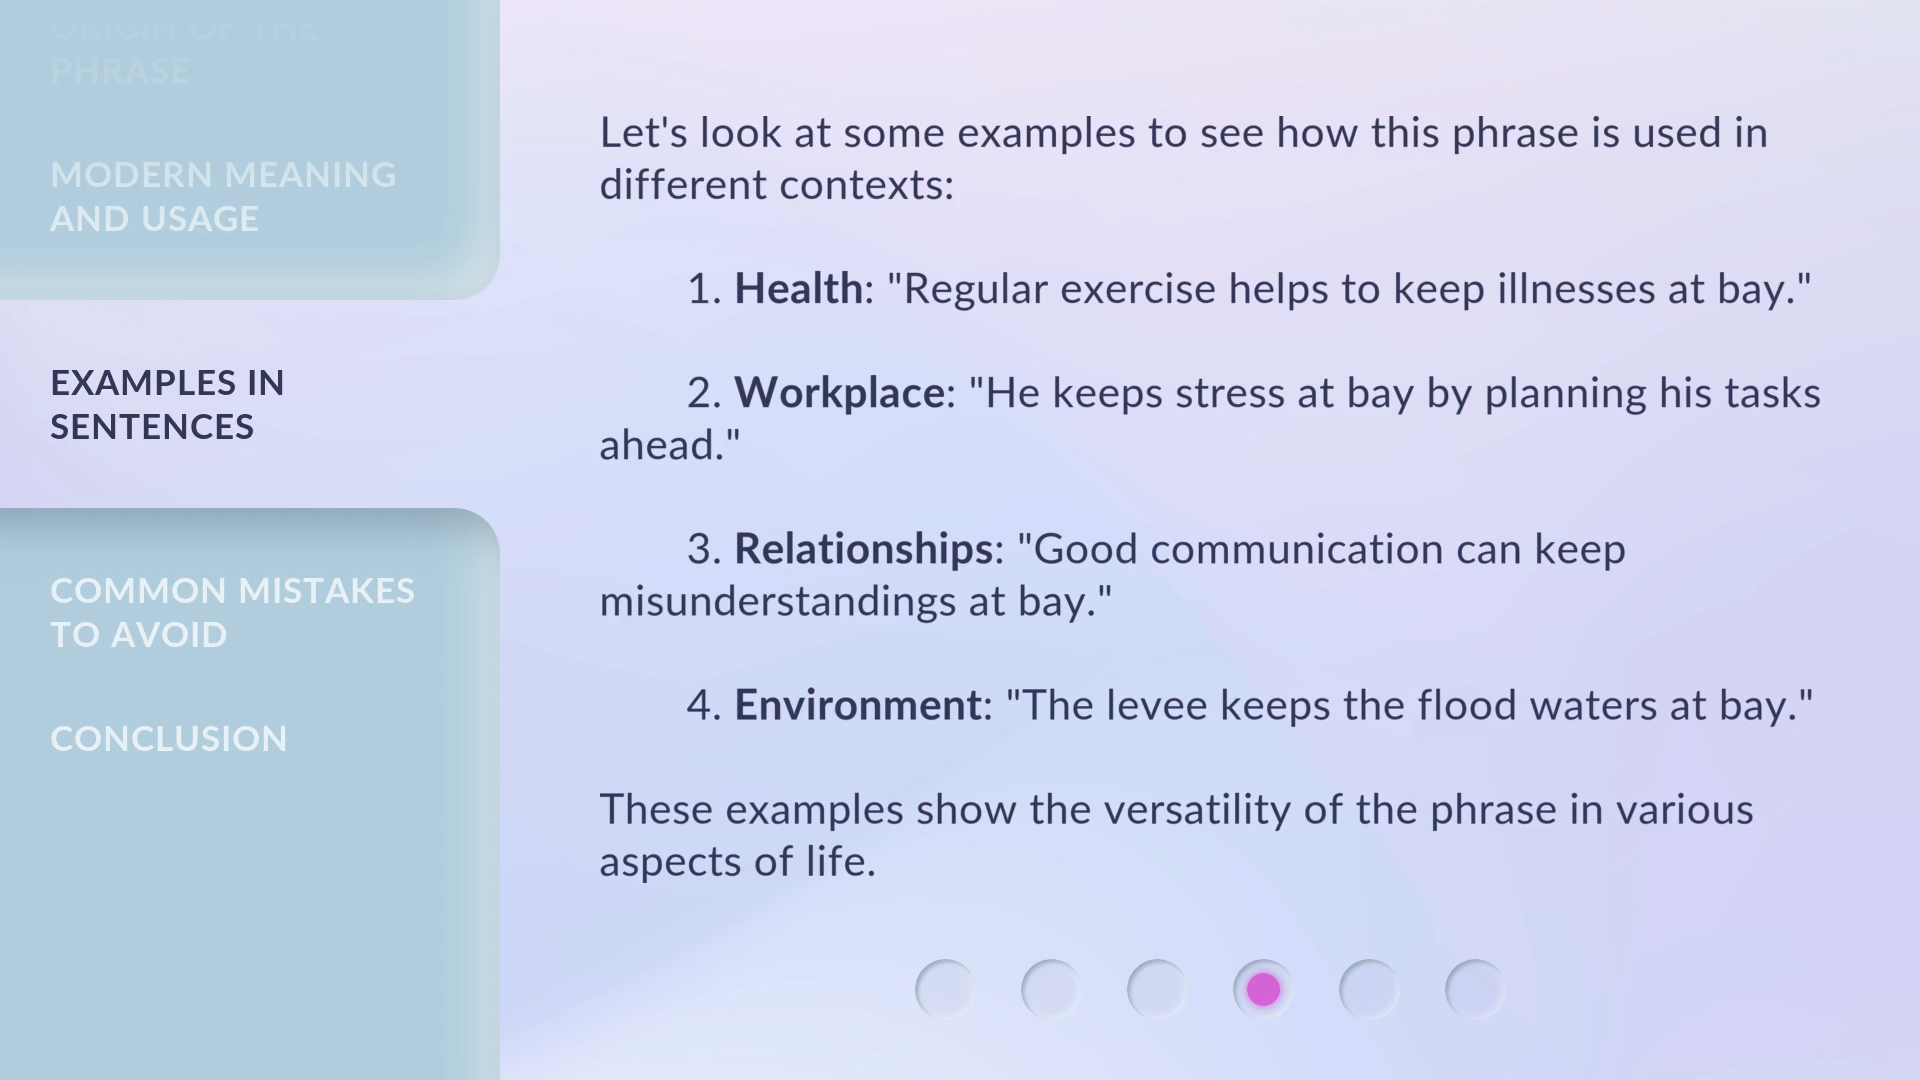 ORIGIN OF THE
PHRASE
MODERN MEANING
AND USAGE
EXAMPLES IN
SENTENCES
COMMON MISTAKES
TO AVOID
CONCLUSION
Let's look at some examples to see how this phrase is used in
different contexts:
1. Health: "Regular exercise helps to keep illnesses at bay."
2. Workplace: "He keeps stress at bay by planning his tasks
ahead."
3. Relationships: "Good communication can keep
misunderstandings at bay."
4. Environment: "The levee keeps the flood waters at bay."
These examples show the versatility of the phrase in various
aspects of life.